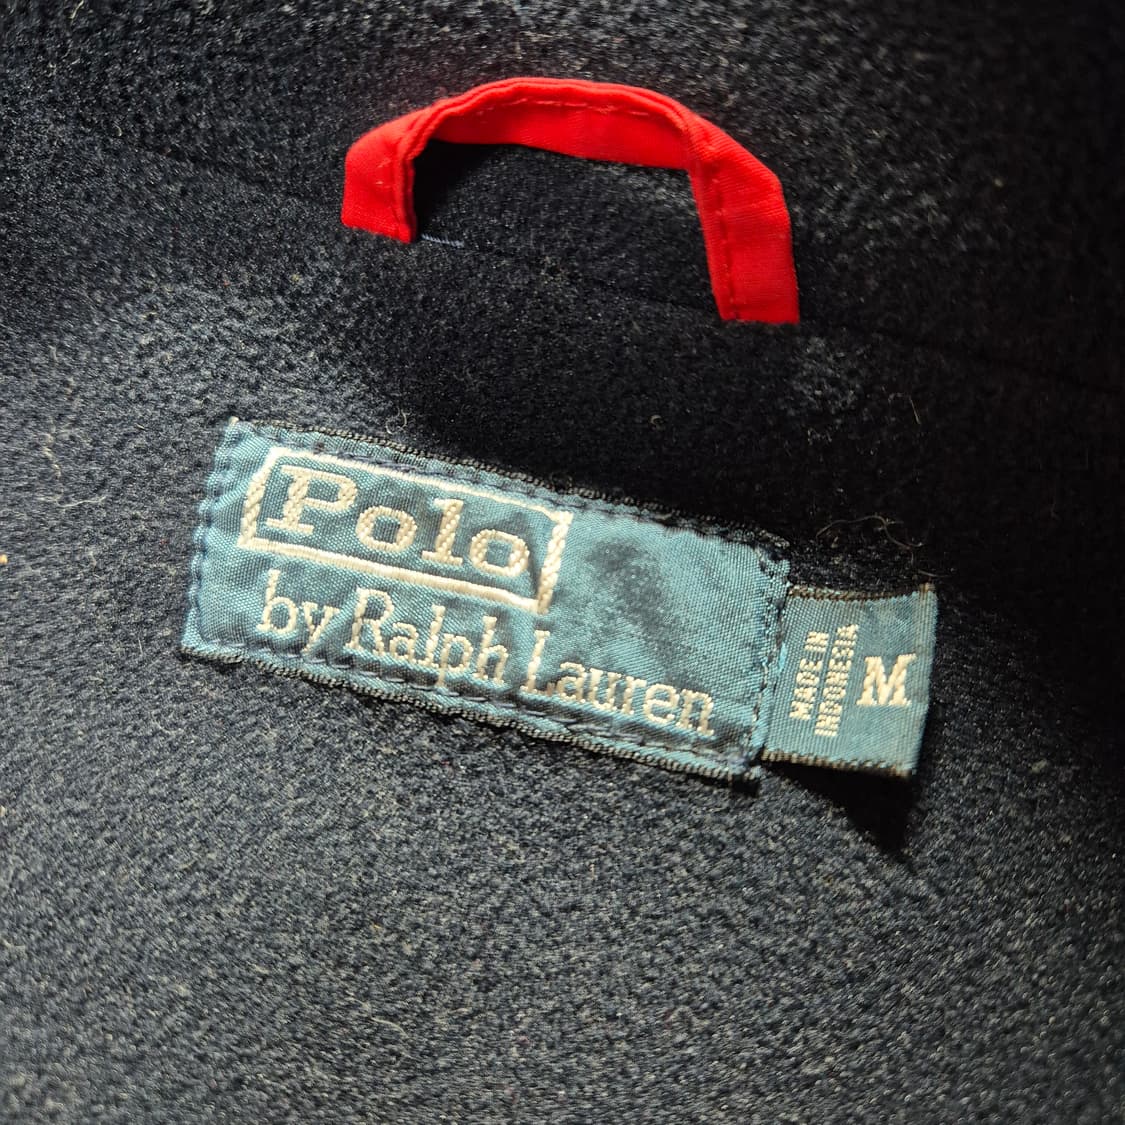 Polo
by Ralph Lauren
MADE IN
INDONESIA
M